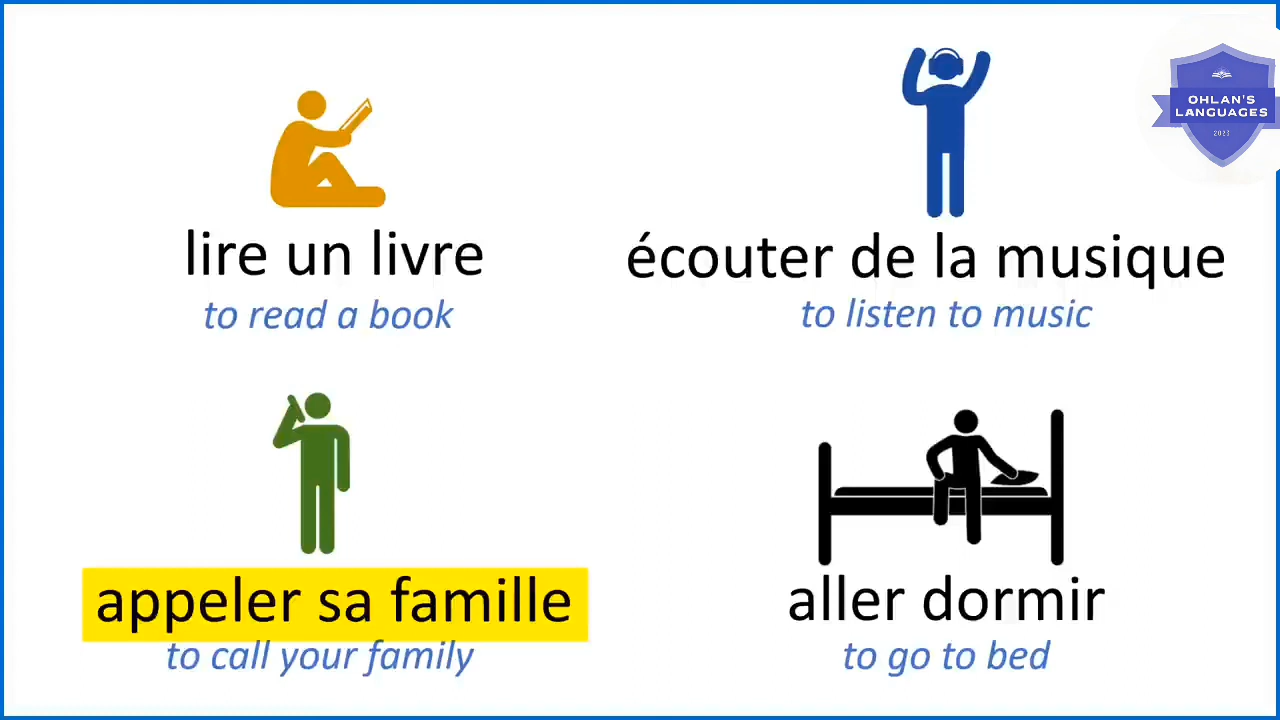 OHLAN'S
LANGUAGES
2023
lire un livre
to read a book
écouter de la musique
to listen to music
appeler sa famille
to call your family
aller dormir
to go to bed